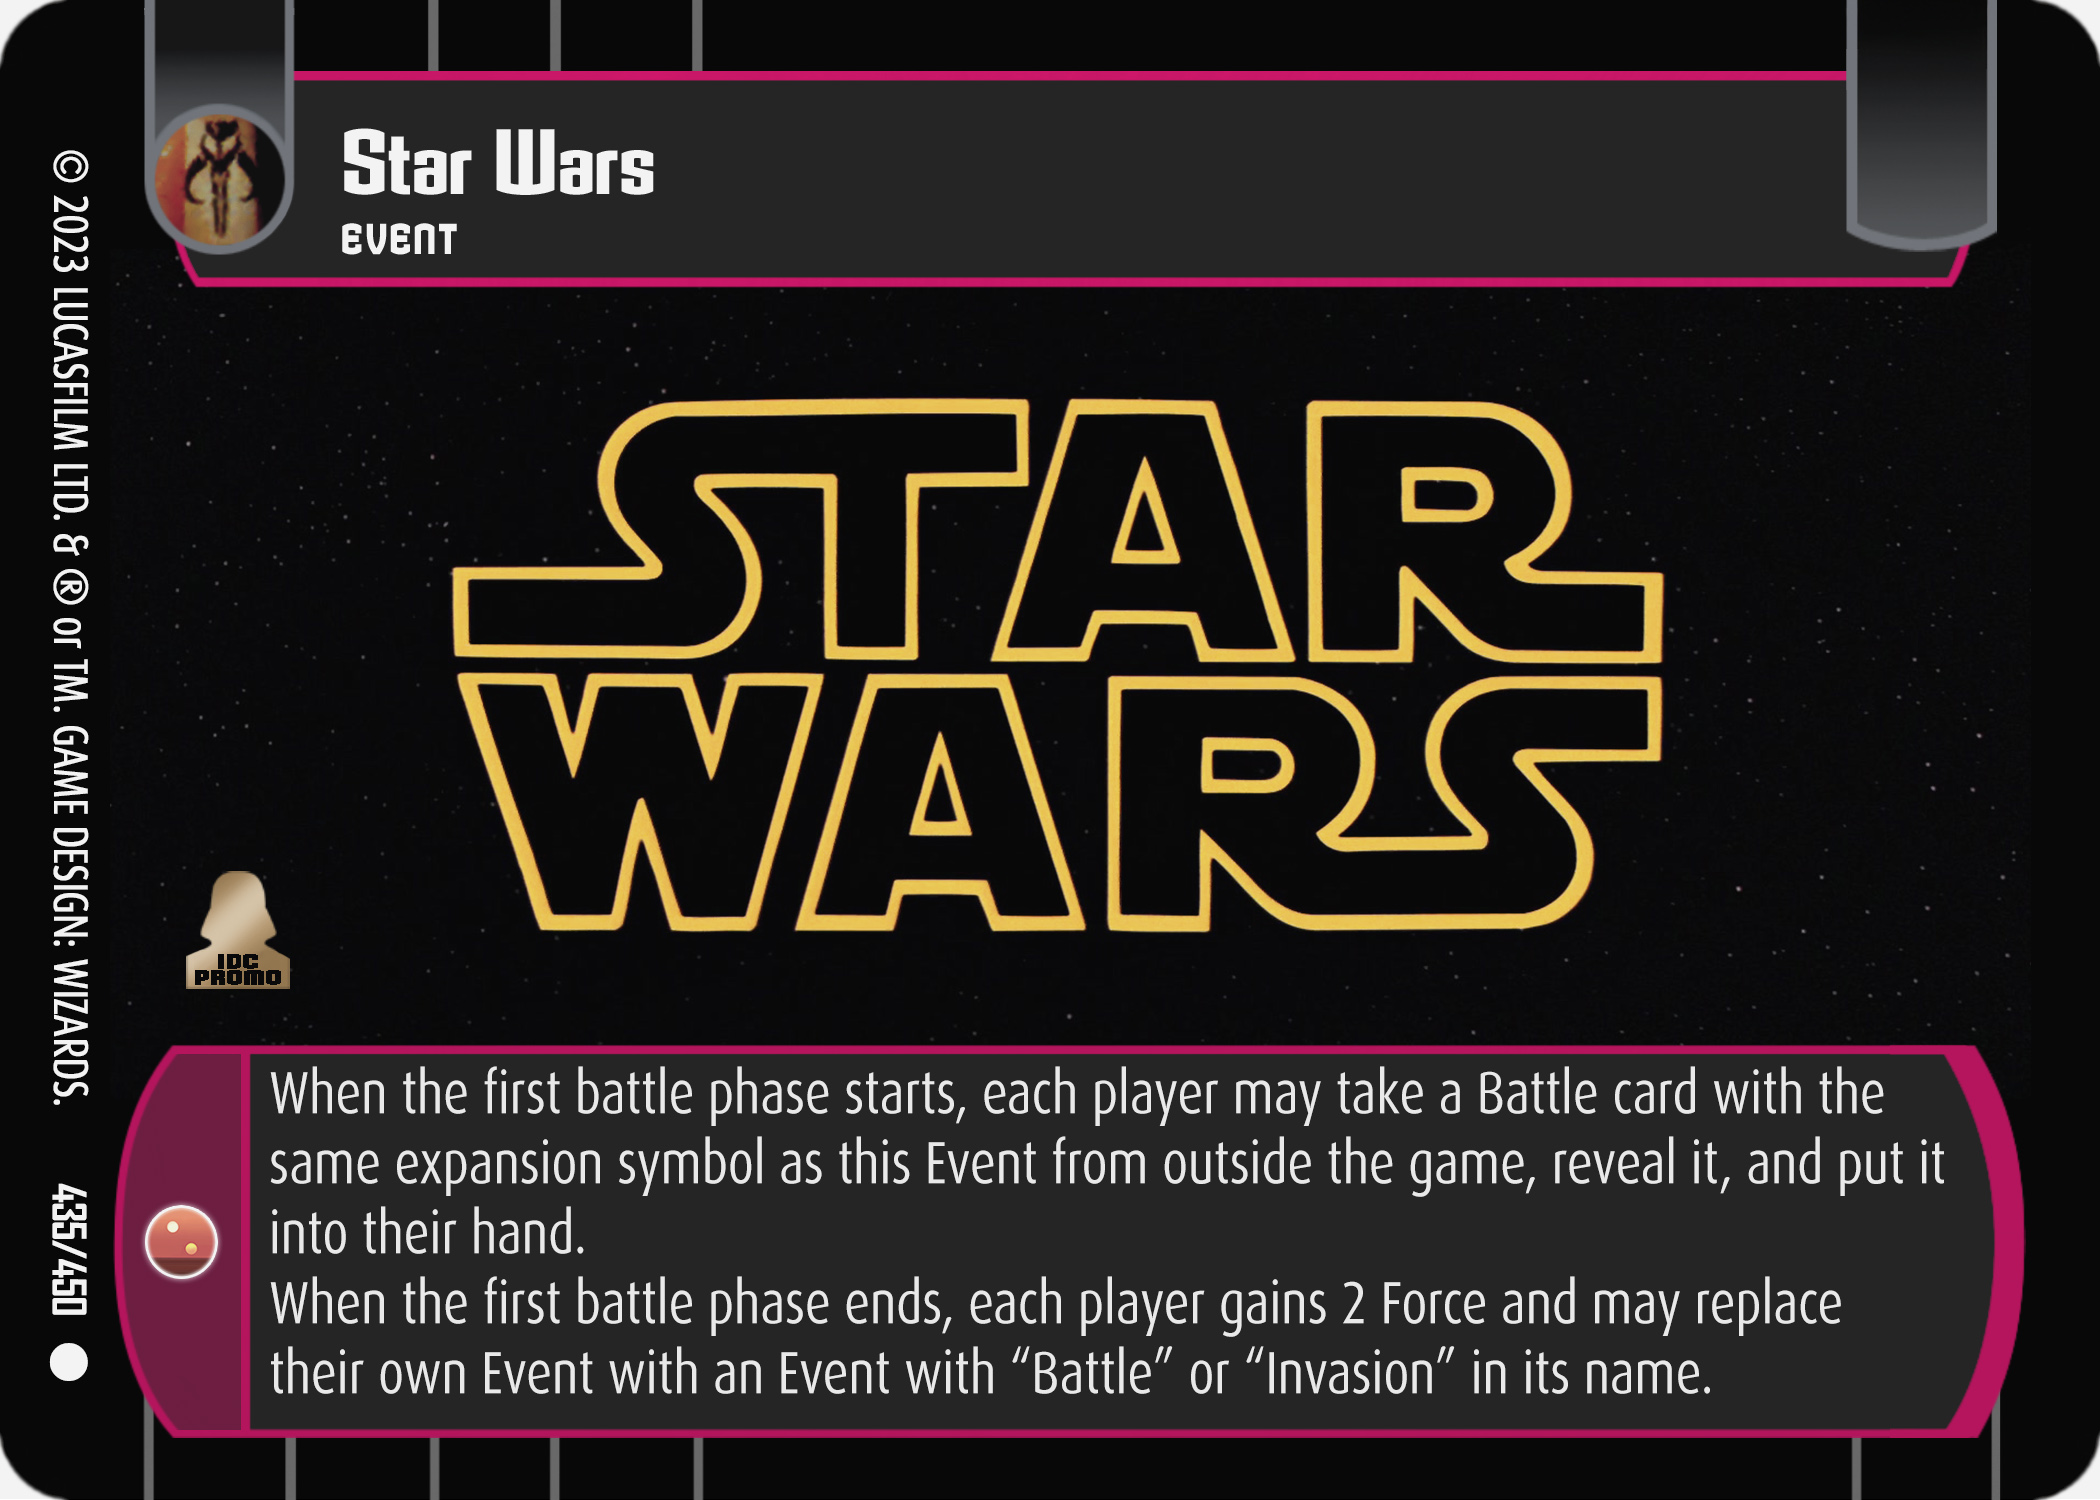 Star Wars
EVENT
STAR
WARS
IDC
PROMO
When the first battle phase starts, each player may take a Battle card with the
same expansion symbol as this Event from outside the game, reveal it, and put it
into their hand.
When the first battle phase ends, each player gains 2 Force and may replace
their own Event with an Event with “Battle” or “Invasion” in its name.
© 2023 LUCASFILM LTD. & ® or TM. GAME DESIGN: WIZARDS.
435/450